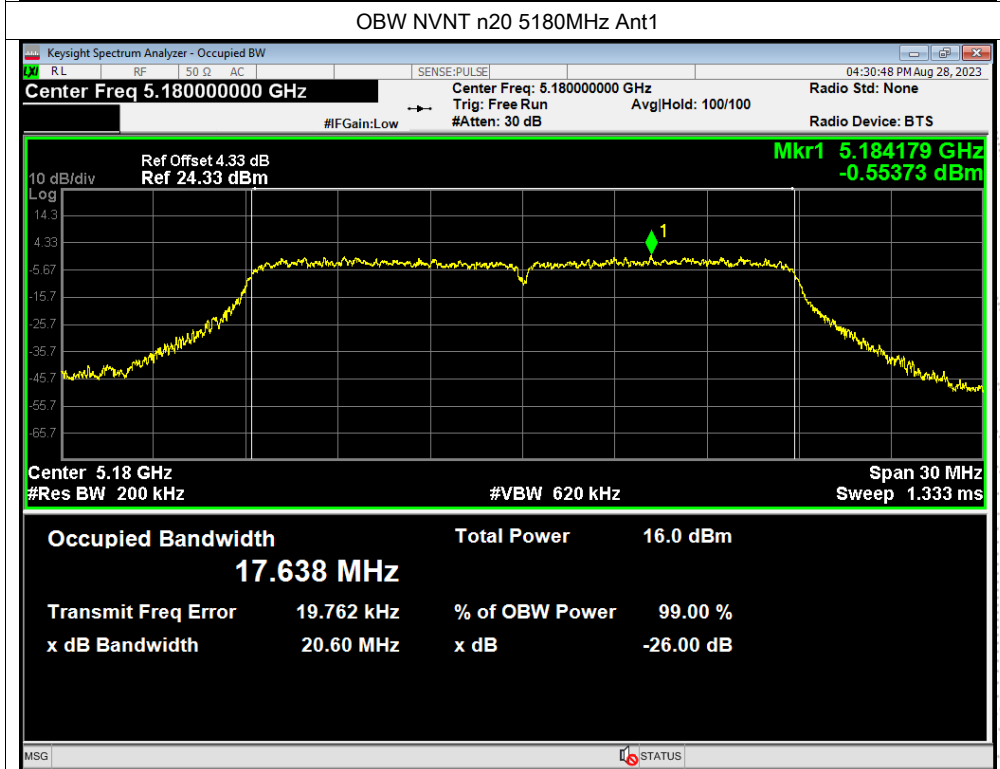 OBW NVNT n20 5180MHz Ant1
Keysight Spectrum Analyzer - Occupied BW
LXI RL RF 50 Ω AC SENSE:PULSE 04:30:48 PM Aug 28, 2023
Center Freq 5.180000000 GHz Center Freq: 5.180000000 GHz Radio Std: None
Trig: Free Run Avg|Hold: 100/100
#IFGain:Low #Atten: 30 dB Radio Device: BTS
Mkr1 5.184179 GHz
Ref Offset 4.33 dB
10 dB/div Ref 24.33 dBm -0.55373 dBm
Log
14.3
1
4.33
-5.67
-15.7
-25.7
-35.7
-45.7
-55.7
-65.7
Center 5.18 GHz Span 30 MHz
#Res BW 200 kHz #VBW 620 kHz Sweep 1.333 ms
Occupied Bandwidth Total Power 16.0 dBm
17.638 MHz
Transmit Freq Error 19.762 kHz % of OBW Power 99.00 %
x dB Bandwidth 20.60 MHz x dB -26.00 dB
MSG STATUS